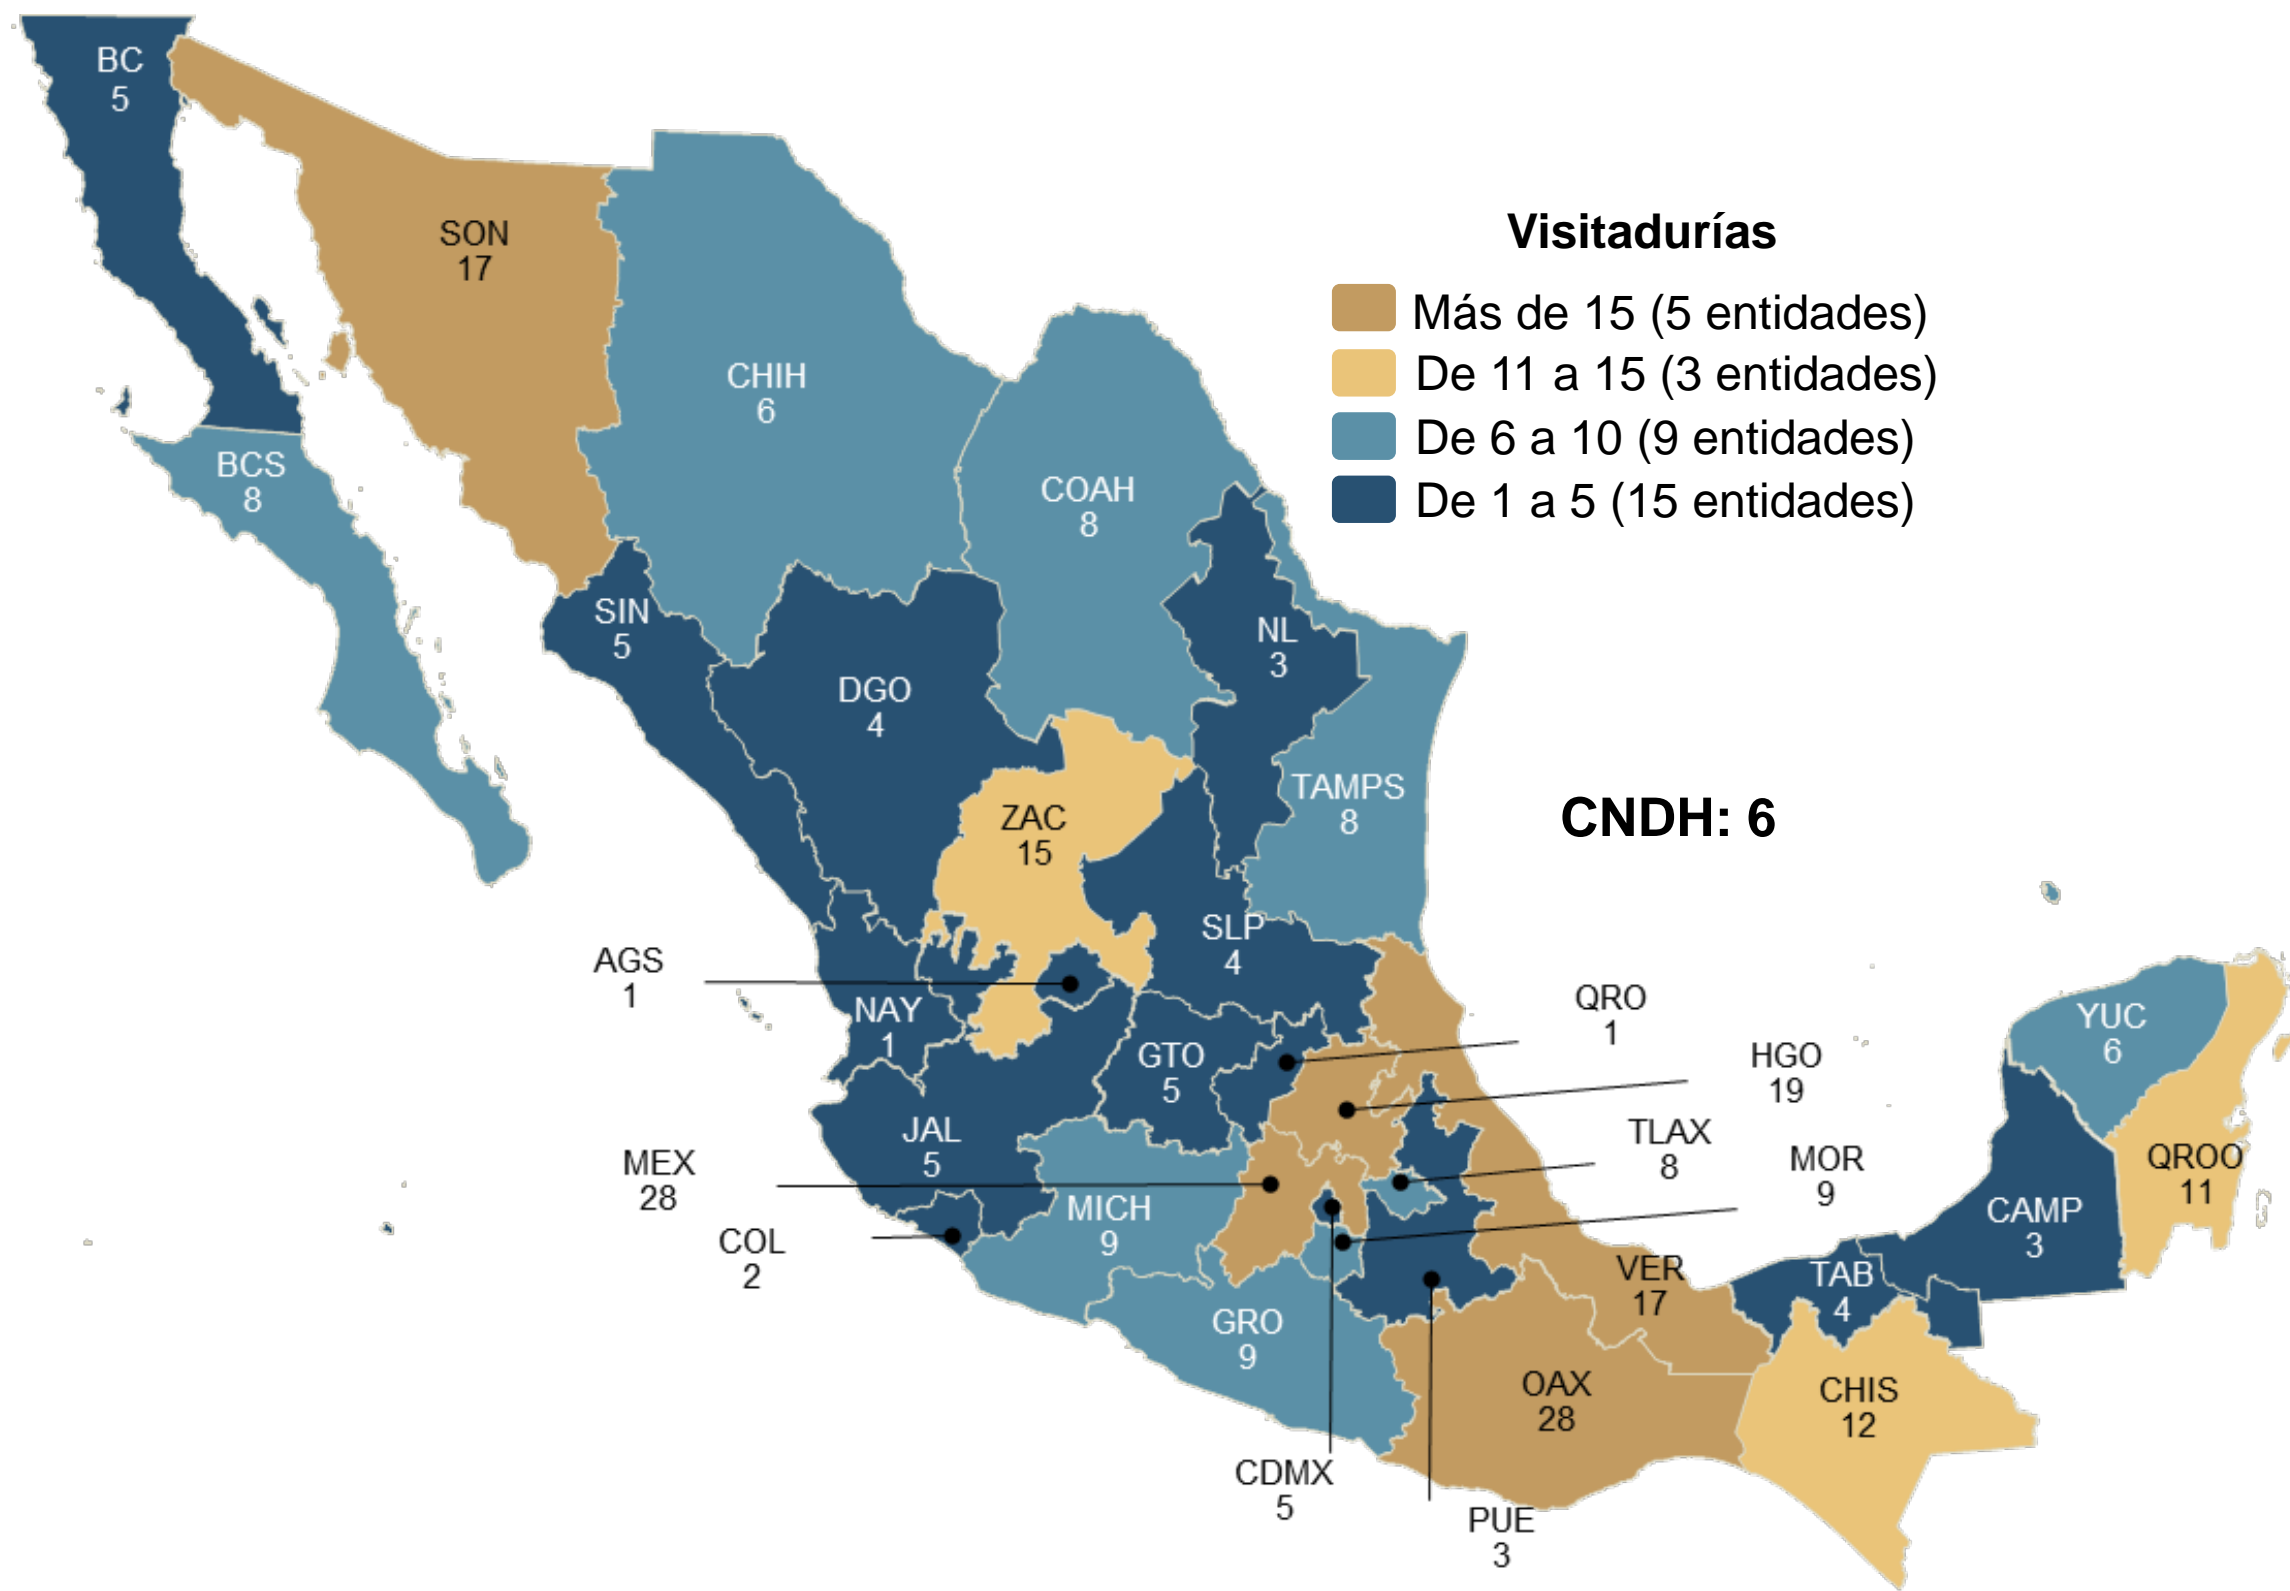 BC
5
SON
17
Visitadurías
Más de 15 (5 entidades)
De 11 a 15 (3 entidades)
De 6 a 10 (9 entidades)
De 1 a 5 (15 entidades)
CHIH
6
BCS
8
COAH
8
SIN
5
NL
3
DGO
4
TAMPS
8
CNDH: 6
ZAC
15
SLP
4
AGS
1
NAY
1
QRO
1
YUC
6
GTO
5
HGO
19
JAL
5
TLAX
8
MOR
9
QROO
11
MEX
28
MICH
9
CAMP
3
COL
2
VER
17
TAB
4
GRO
9
OAX
28
CHIS
12
CDMX
5
PUE
3